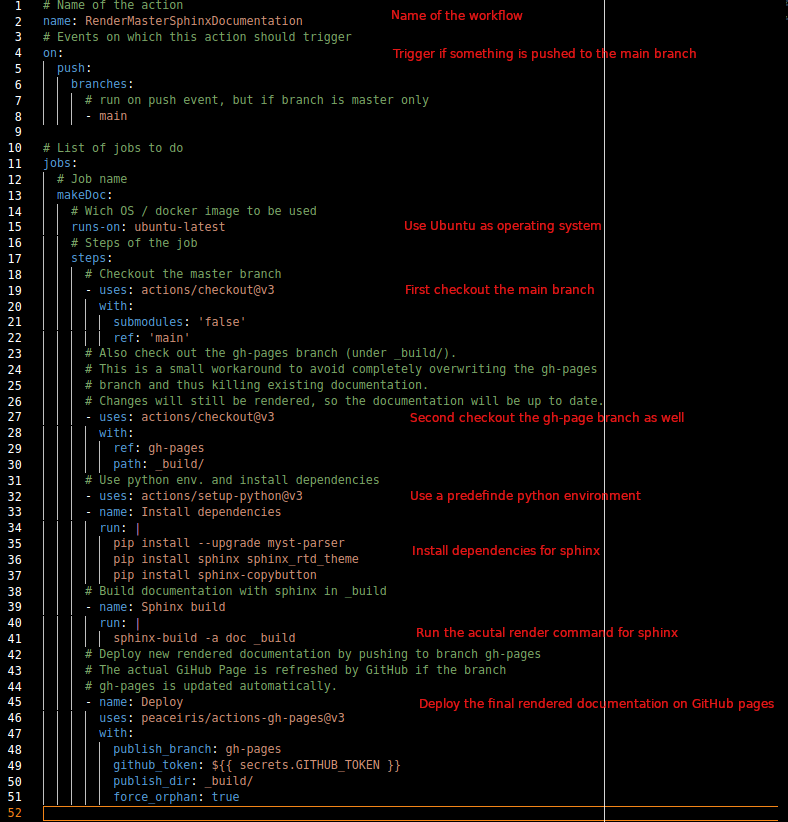 1 # Name of the action
2 name: RenderMasterSphinxDocumentation Name of the workflow
3 # Events on which this action should trigger
4 on: Trigger if something is pushed to the main branch
5 push:
6 branches:
7 # run on push event, but if branch is master only
8 - main
9
10 # List of jobs to do
11 jobs:
12 # Job name
13 makeDoc:
14 # Wich OS / docker image to be used
15 runs-on: ubuntu-latest Use Ubuntu as operating system
16 # Steps of the job
17 steps:
18 # Checkout the master branch
19 - uses: actions/checkout@v3 First checkout the main branch
20 with:
21 submodules: 'false'
22 ref: 'main'
23 # Also check out the gh-pages branch (under _build/).
24 # This is a small workaround to avoid completely overwriting the gh-pages
25 # branch and thus killing existing documentation.
26 # Changes will still be rendered, so the documentation will be up to date.
27 - uses: actions/checkout@v3 Second checkout the gh-page branch as well
28 with:
29 ref: gh-pages
30 path: _build/
31 # Use python env. and install dependencies
32 - uses: actions/setup-python@v3 Use a predefinde python environment
33 - name: Install dependencies
34 run: |
35 pip install --upgrade myst-parser
36 pip install sphinx sphinx_rtd_theme Install dependencies for sphinx
37 pip install sphinx-copybutton
38 # Build documentation with sphinx in _build
39 - name: Sphinx build
40 run: |
41 sphinx-build -a doc _build Run the acutal render command for sphinx
42 # Deploy new rendered documentation by pushing to branch gh-pages
43 # The actual GiHub Page is refreshed by GitHub if the branch
44 # gh-pages is updated automatically.
45 - name: Deploy Deploy the final rendered documentation on GitHub pages
46 uses: peaceiris/actions-gh-pages@v3
47 with:
48 publish_branch: gh-pages
49 github_token: ${{ secrets.GITHUB_TOKEN }}
50 publish_dir: _build/
51 force_orphan: true
52